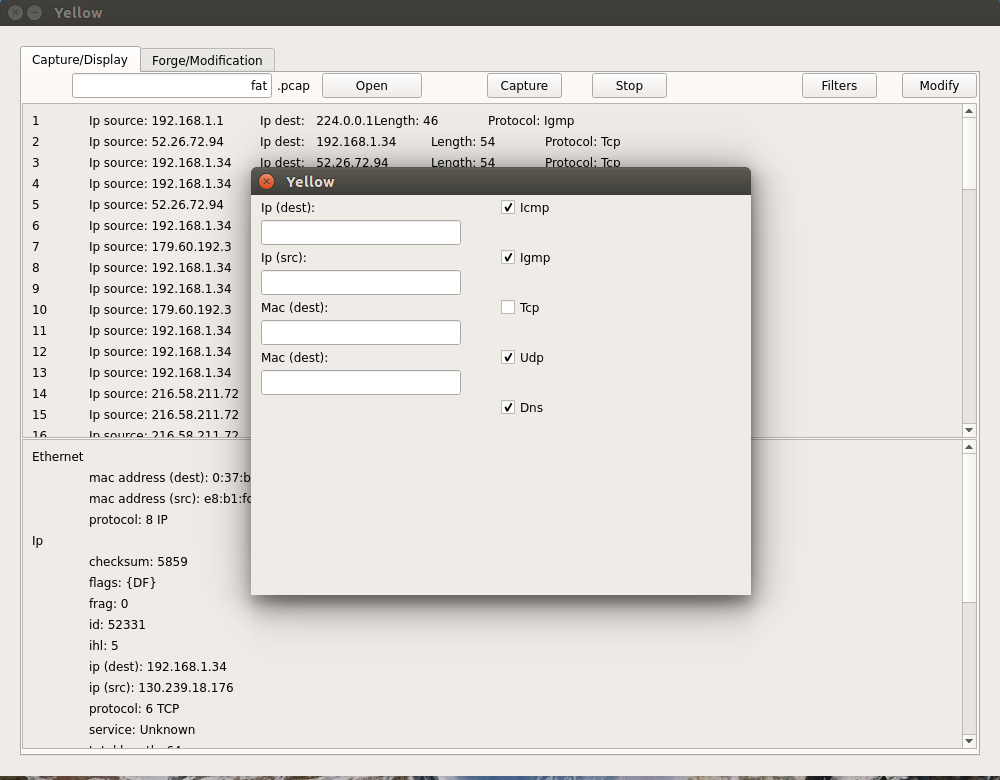 Yellow
Capture/Display Forge/Modification
fat .pcap Open Capture Stop Filters Modify
1 Ip source: 192.168.1.1 Ip dest: 224.0.0.1Length: 46 Protocol: Igmp
2 Ip source: 52.26.72.94 Ip dest: 192.168.1.34 Length: 54 Protocol: Tcp
3 Ip source: 192.168.1.34 Ip dest: 52.26.72.94 Length: 54 Protocol: Tcp
4 Ip source: 192.168.1.34
5 Ip source: 52.26.72.94
6 Ip source: 192.168.1.34
7 Ip source: 179.60.192.3
8 Ip source: 192.168.1.34
9 Ip source: 192.168.1.34
10 Ip source: 179.60.192.3
11 Ip source: 192.168.1.34
12 Ip source: 192.168.1.34
13 Ip source: 192.168.1.34
14 Ip source: 216.58.211.72
15 Ip source: 216.58.211.72
16 Ip source: 216.58.211.72
Yellow
Ip (dest): Icmp
Ip (src): Igmp
Mac (dest): Tcp
Mac (dest): Udp
Dns
Ethernet
mac address (dest): 0:37:b
mac address (src): e8:b1:fc
protocol: 8 IP
Ip
checksum: 5859
flags: {DF}
frag: 0
id: 52331
ihl: 5
ip (dest): 192.168.1.34
ip (src): 130.239.18.176
protocol: 6 TCP
service: Unknown